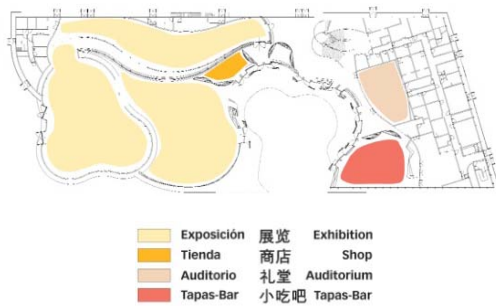 Exposición 展览 Exhibition
Tienda 商店 Shop
Auditorio 礼堂 Auditorium
Tapas-Bar 小吃吧 Tapas-Bar